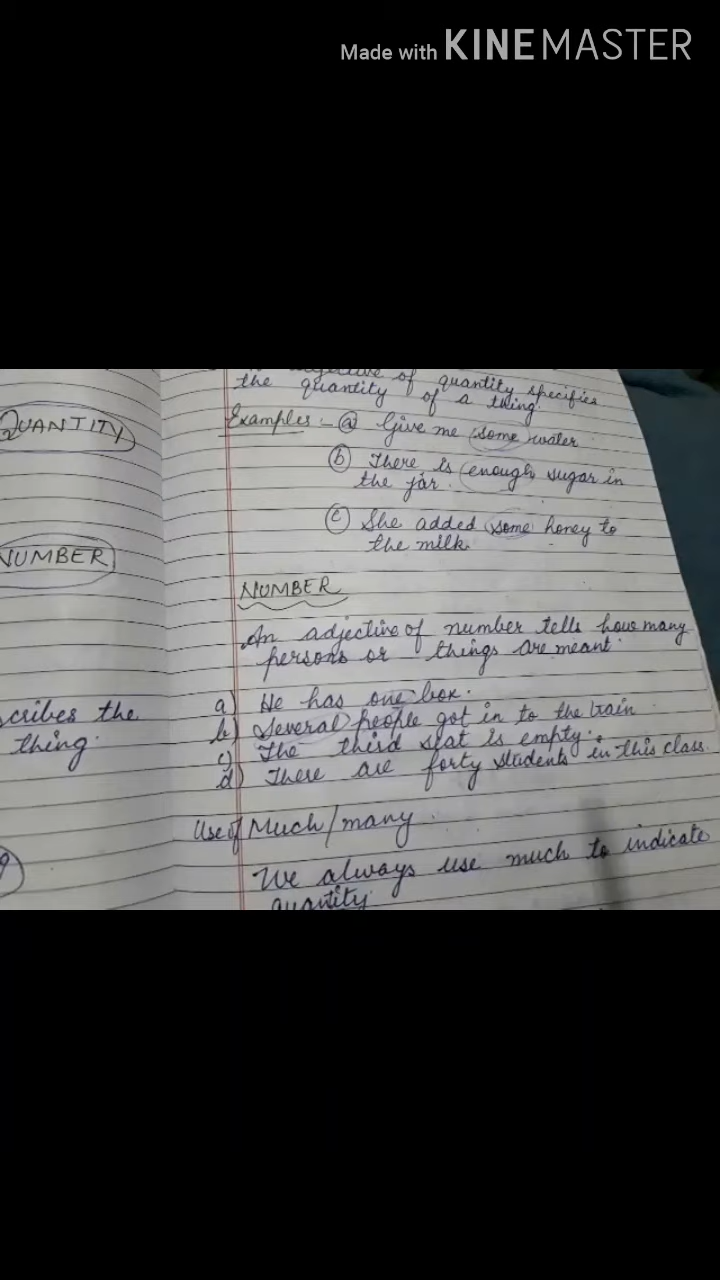 Made with KINEMASTER
of quantity specifies
the quantity of a thing.
QUANTITY
Examples - (a) Give me some water
(b) There is enough sugar in
the jar.
(c) She added some honey to
the milk.
NUMBER
NUMBER
An adjective of number tells how many
persons or things are meant.
scribes the
thing.
a) He has one box.
b) Several people got in to the train
c) The third seat is empty.
d) There are forty students in this class.
Use of Much/many
We always use much to indicate
quantity